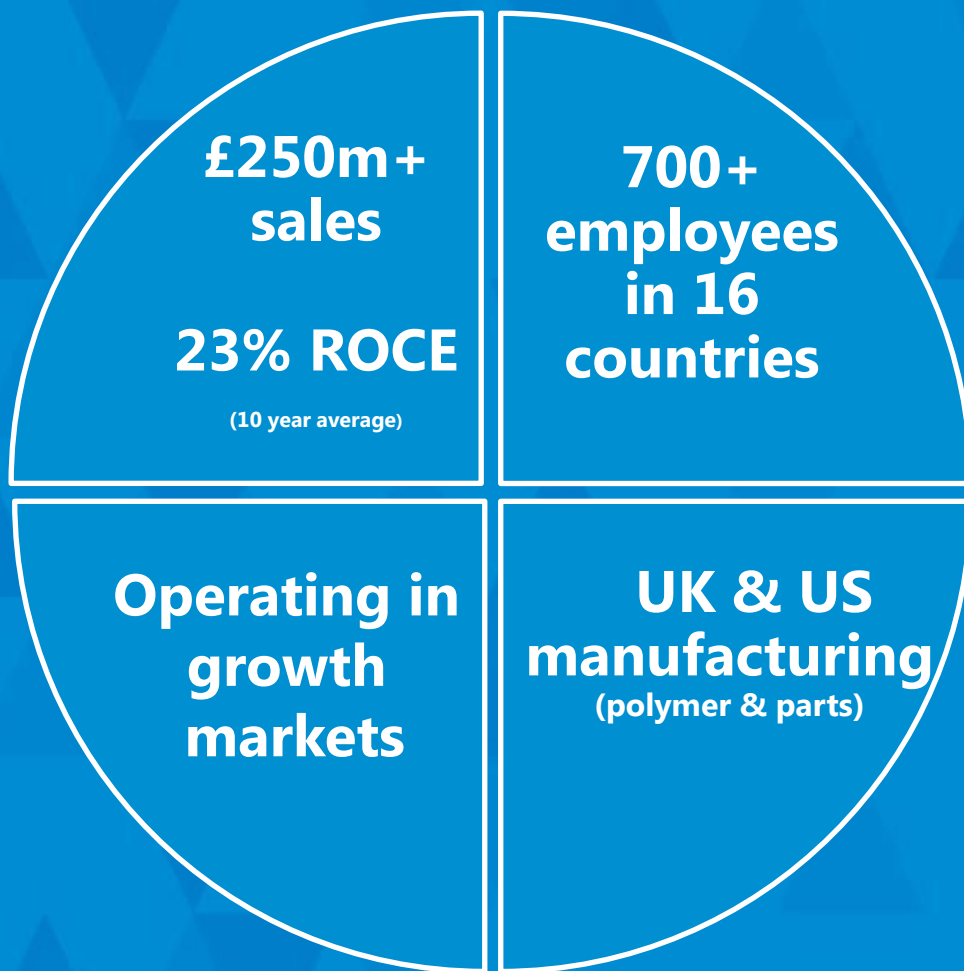 £250m+
sales
23% ROCE
(10 year average)
700+
employees
in 16
countries
Operating in
growth
markets
UK & US
manufacturing
(polymer & parts)